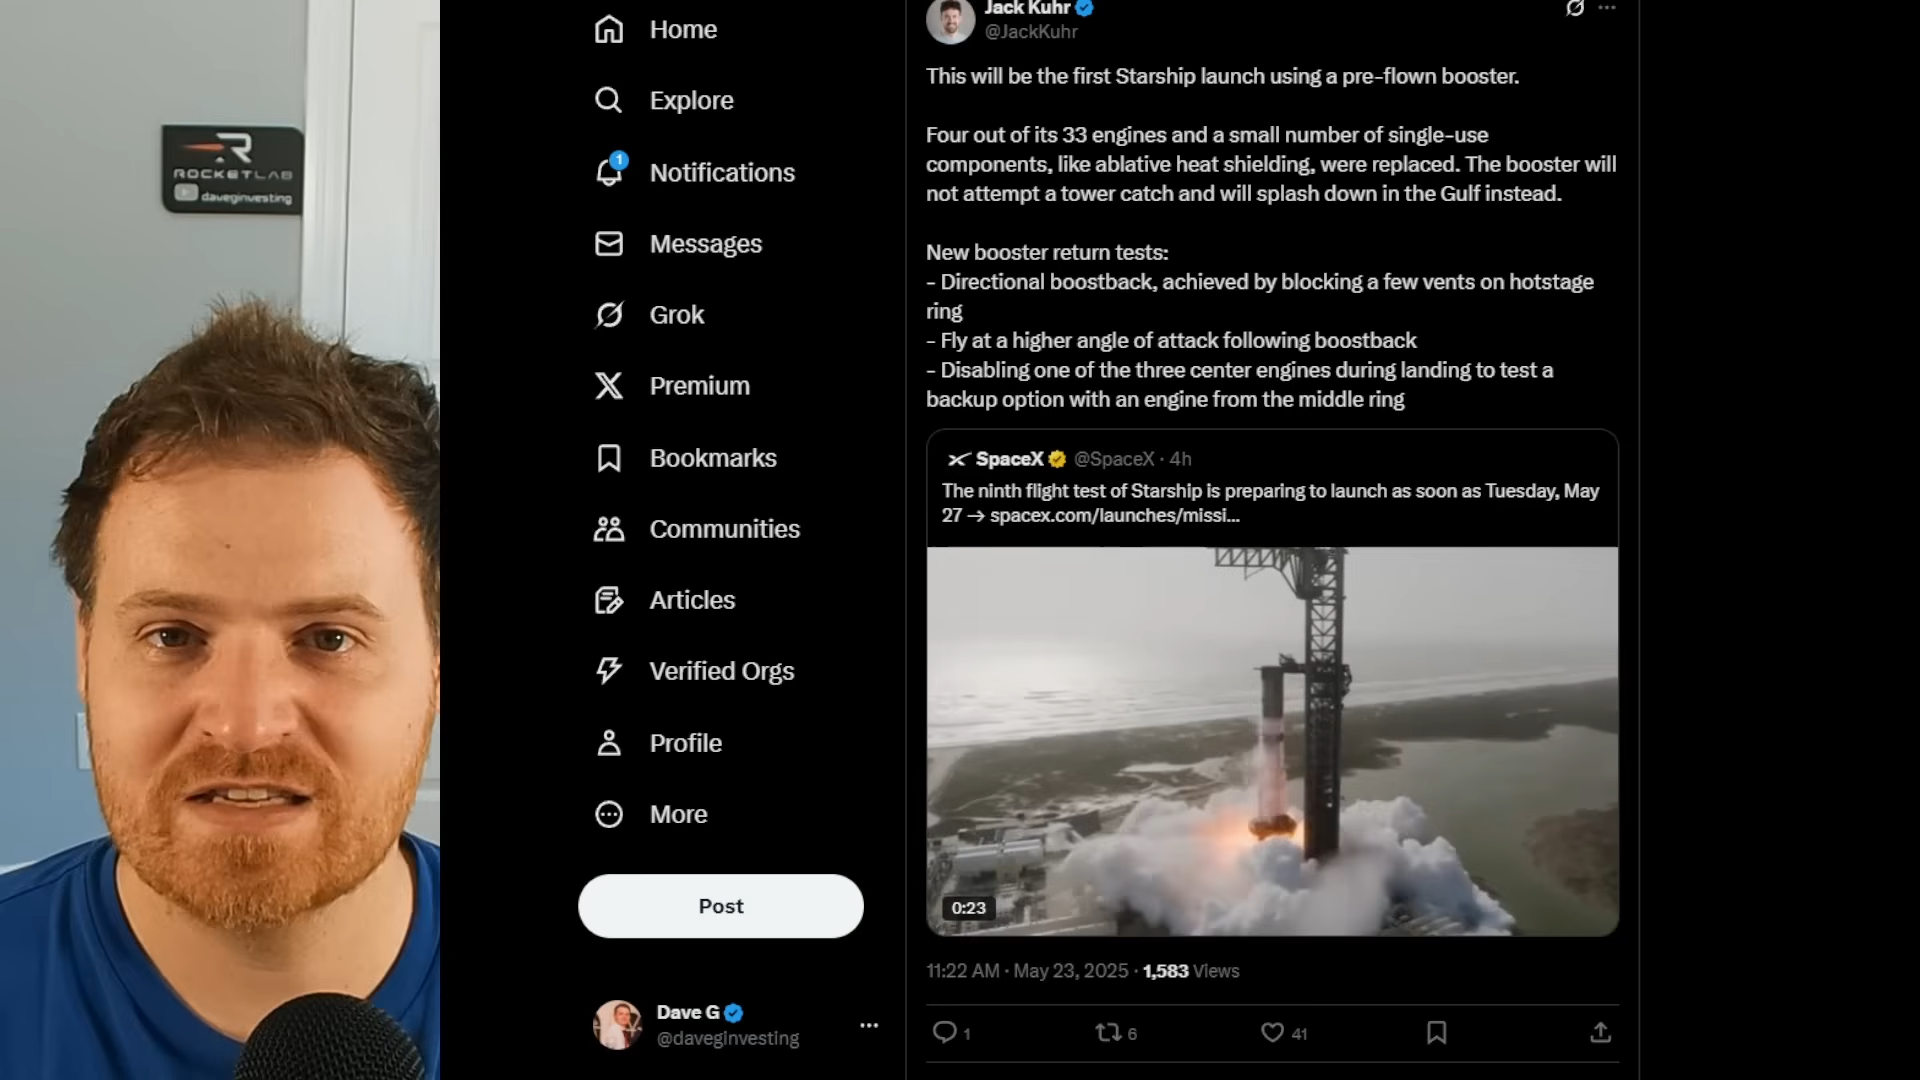 ROCKETLAB
daveginvesting
Home
Explore
1
Notifications
Messages
Grok
Premium
Bookmarks
Communities
Articles
Verified Orgs
Profile
More
Post
Dave G
@daveginvesting
Jack Kuhr
@JackKuhr
This will be the first Starship launch using a pre-flown booster.
Four out of its 33 engines and a small number of single-use
components, like ablative heat shielding, were replaced. The booster will
not attempt a tower catch and will splash down in the Gulf instead.
New booster return tests:
- Directional boostback, achieved by blocking a few vents on hotstage
ring
- Fly at a higher angle of attack following boostback
- Disabling one of the three center engines during landing to test a
backup option with an engine from the middle ring
SpaceX @SpaceX · 4h
The ninth flight test of Starship is preparing to launch as soon as Tuesday, May
27 → spacex.com/launches/missi...
0:23
11:22 AM · May 23, 2025 · 1,583 Views
1
6
41